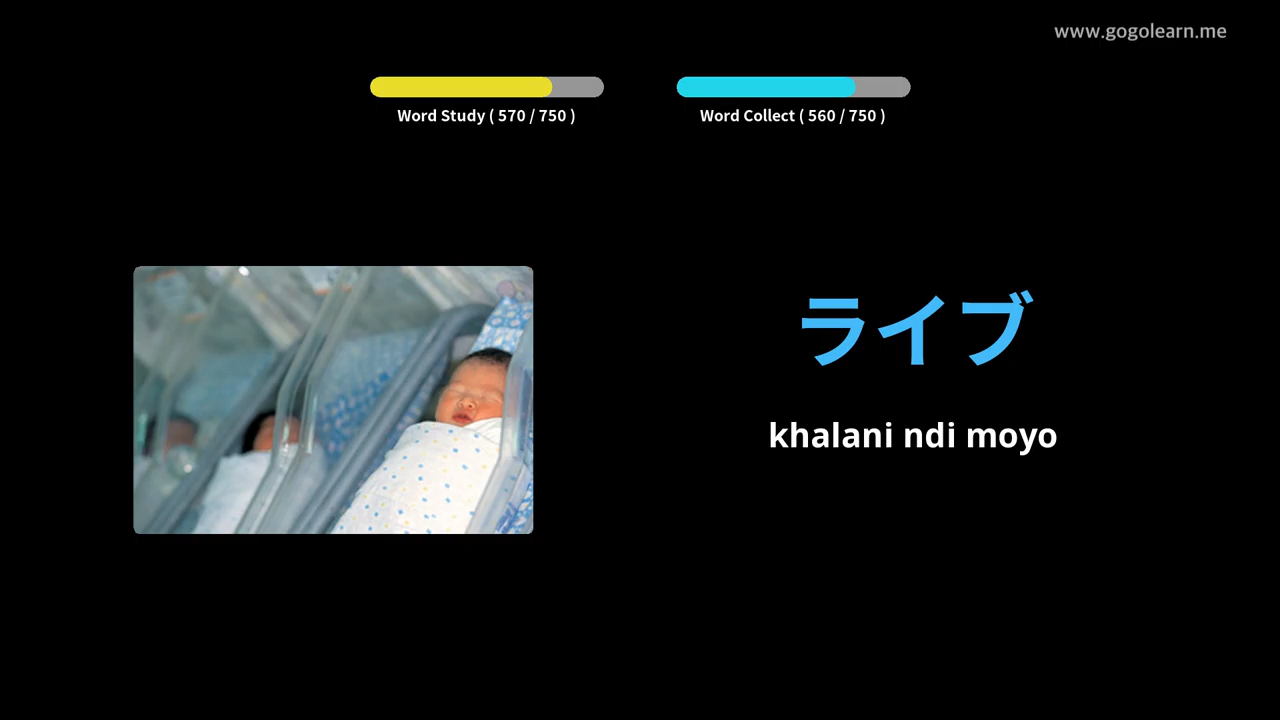 www.gogolearn.me
Word Study ( 570 / 750 )
Word Collect ( 560 / 750 )
ライブ
khalani ndi moyo